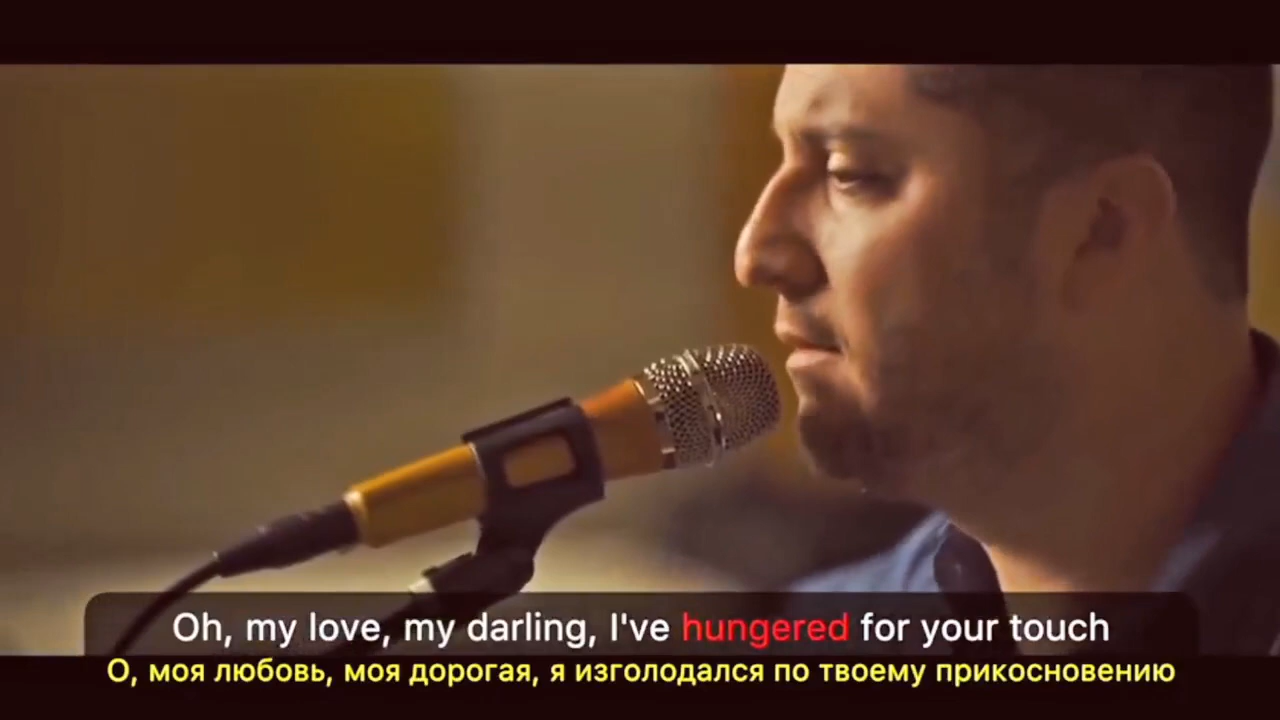 Oh, my love, my darling, I've hungered for your touch
О, моя любовь, моя дорогая, я изголодался по твоему прикосновению